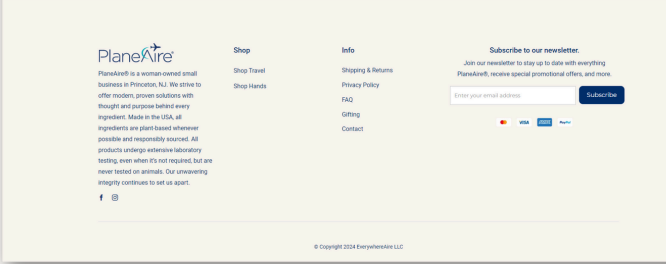 PlaneAire®
PlaneAire® is a woman-owned small
business in Princeton, NJ. We strive to
offer modern, proven solutions with
thought and purpose behind every
ingredient. Made in the USA, all
ingredients are plant-based whenever
possible and responsibly sourced. All
products undergo extensive laboratory
testing, even when it's not required, but are
never tested on animals. Our unwavering
integrity continues to set us apart.
Shop
Shop Travel
Shop Hands
Info
Shipping & Returns
Privacy Policy
FAQ
Gifting
Contact
Subscribe to our newsletter.
Join our newsletter to stay up to date with everything
PlaneAire®, receive special promotional offers, and more.
Enter your email address
Subscribe
VISA
PayPal
© Copyright 2024 EverywhereAire LLC